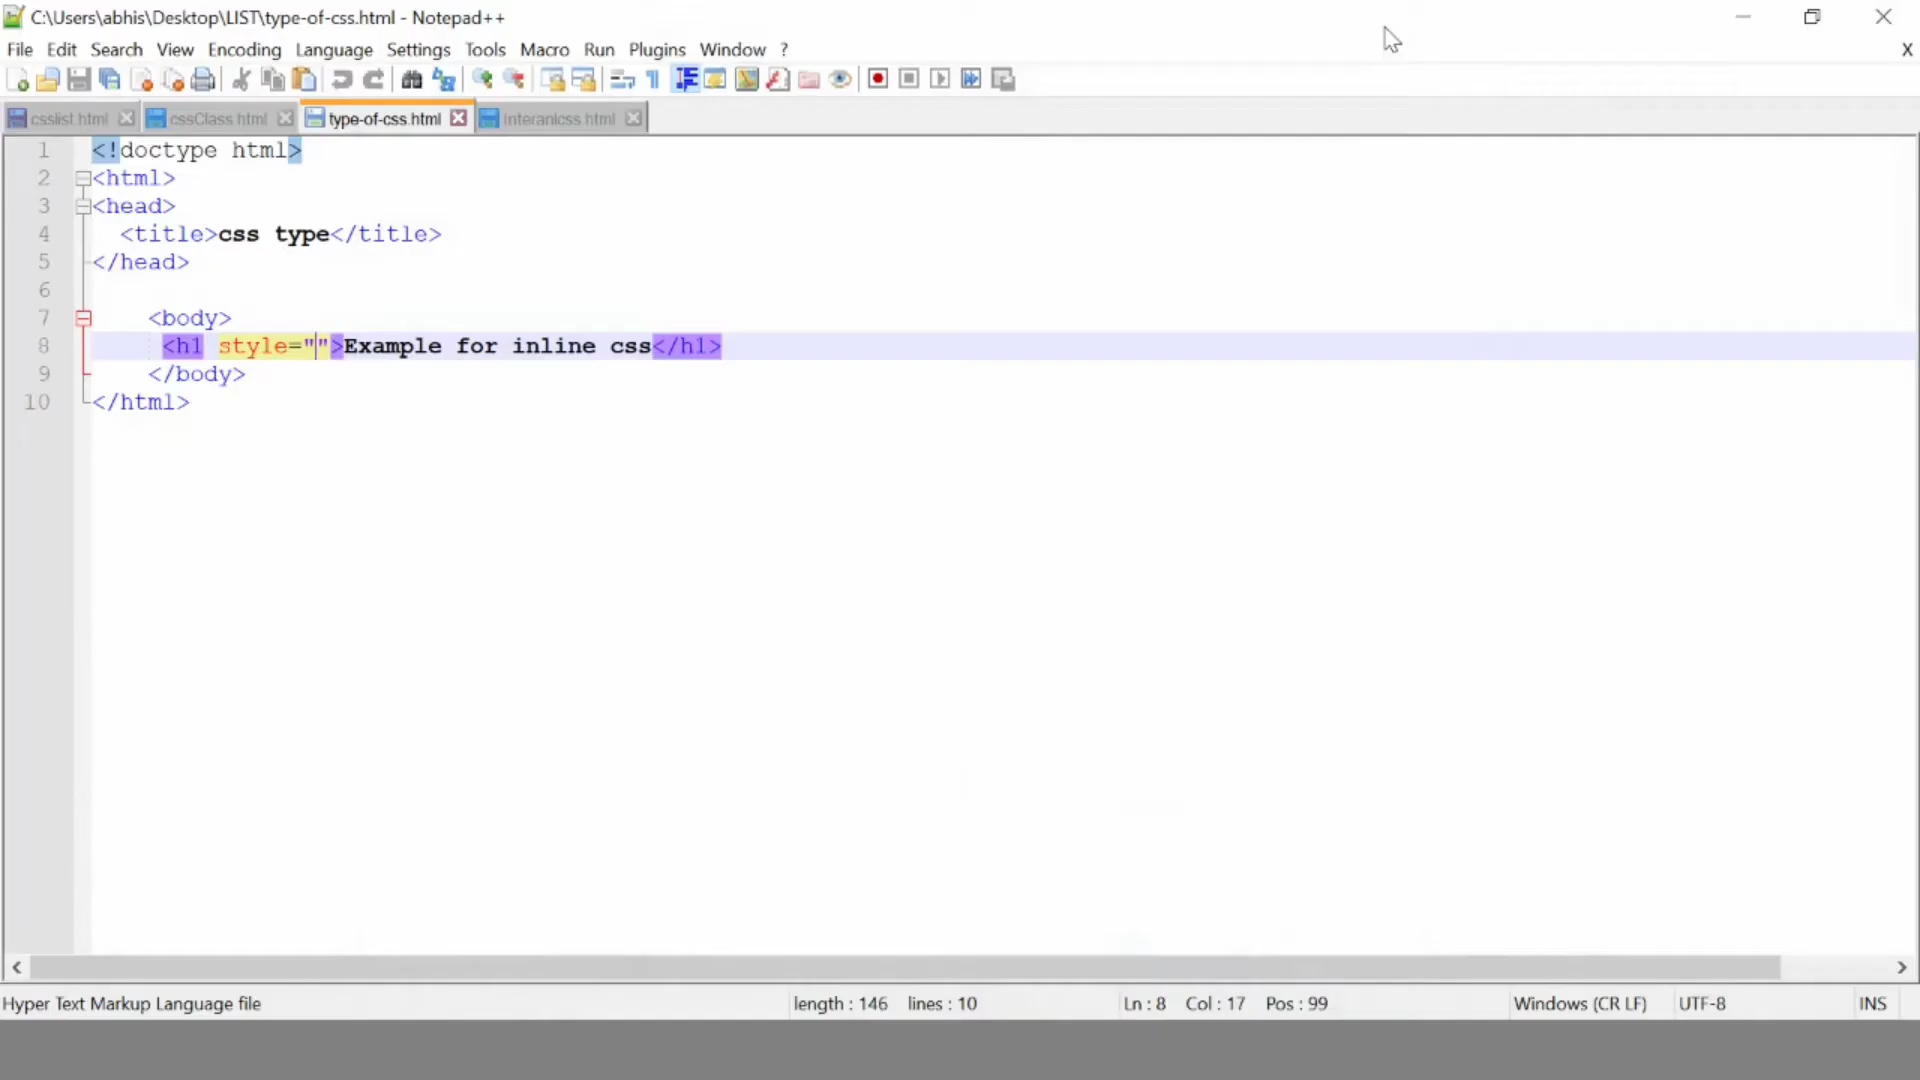 C:\Users\abhis\Desktop\LIST\type-of-css.html - Notepad++
File Edit Search View Encoding Language Settings Tools Macro Run Plugins Window ? X
csslist.html cssClass.html type-of-css.html interanlcss.html
1 <!doctype html>
2 <html>
3 <head>
4 <title>css type</title>
5 </head>
6
7 <body>
8 <h1 style="">Example for inline css</h1>
9 </body>
10 </html>
Hyper Text Markup Language file length : 146 lines : 10 Ln : 8 Col : 17 Pos : 99 Windows (CR LF) UTF-8 INS